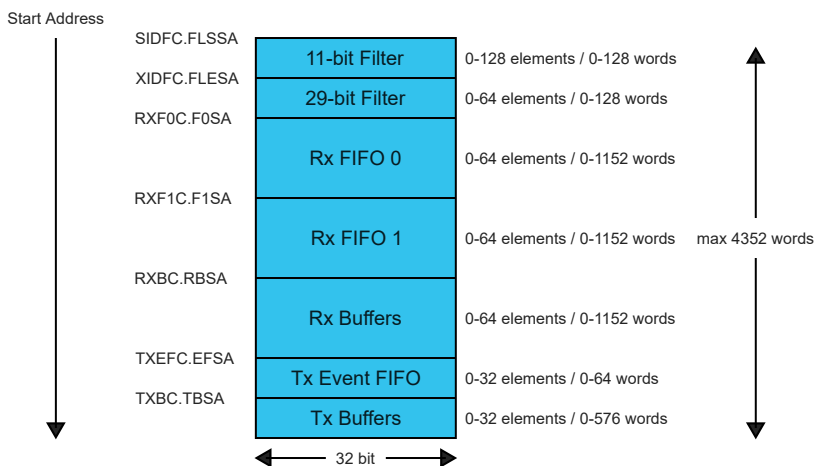 Start Address
SIDFC.FLSSA
11-bit Filter
0-128 elements / 0-128 words
XIDFC.FLESA
29-bit Filter
0-64 elements / 0-128 words
RXF0C.F0SA
Rx FIFO 0
0-64 elements / 0-1152 words
RXF1C.F1SA
Rx FIFO 1
0-64 elements / 0-1152 words
max 4352 words
RXBC.RBSA
Rx Buffers
0-64 elements / 0-1152 words
TXEFC.EFSA
Tx Event FIFO
0-32 elements / 0-64 words
TXBC.TBSA
Tx Buffers
0-32 elements / 0-576 words
32 bit